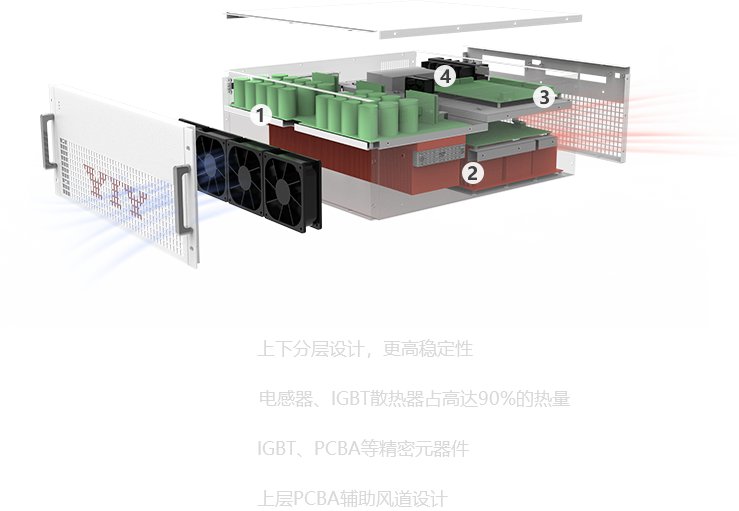 4
3
1
2
VIY
上下分层设计，更高稳定性
电感器、IGBT散热器占高达90%的热量
IGBT、PCBA等精密元器件
上层PCBA辅助风道设计